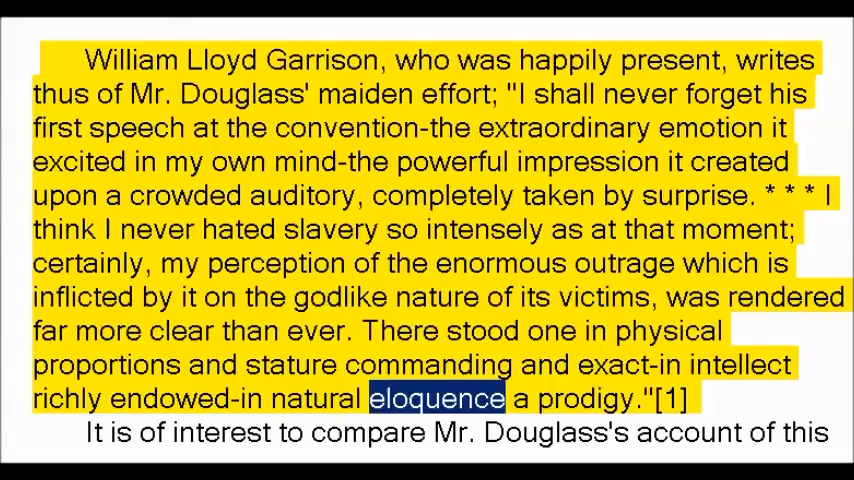 William Lloyd Garrison, who was happily present, writes
thus of Mr. Douglass' maiden effort; "I shall never forget his
first speech at the convention-the extraordinary emotion it
excited in my own mind-the powerful impression it created
upon a crowded auditory, completely taken by surprise. * * * I
think I never hated slavery so intensely as at that moment;
certainly, my perception of the enormous outrage which is
inflicted by it on the godlike nature of its victims, was rendered
far more clear than ever. There stood one in physical
proportions and stature commanding and exact-in intellect
richly endowed-in natural eloquence a prodigy."[1]
It is of interest to compare Mr. Douglass's account of this